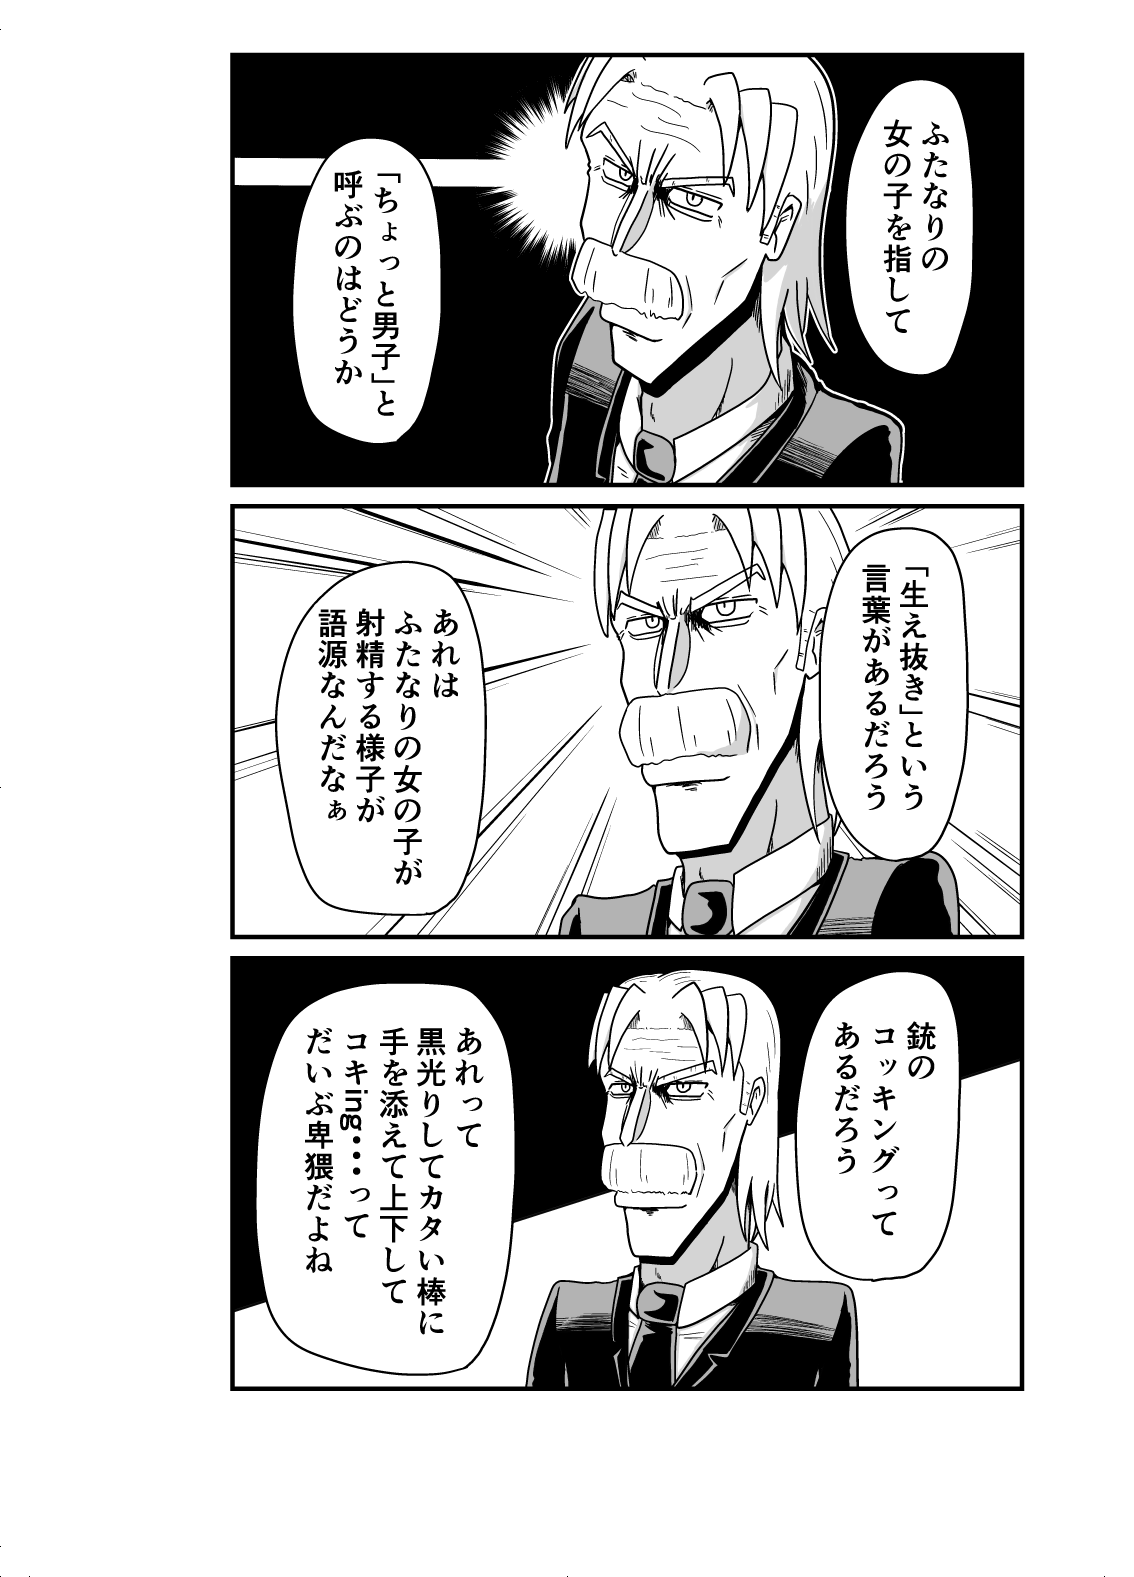 ふたなりの
女の子を指して
「ちょっと男子」と
呼ぶのはどうか
「生え抜き」という
言葉があるだろう
あれは
ふたなりの女の子が
射精する様子が
語源なんだなぁ
銃の
コッキングって
あるだろう
あれって
黒光りしてカタい棒に
手を添えて上下して
コキing・・・って
だいぶ卑猥だよね